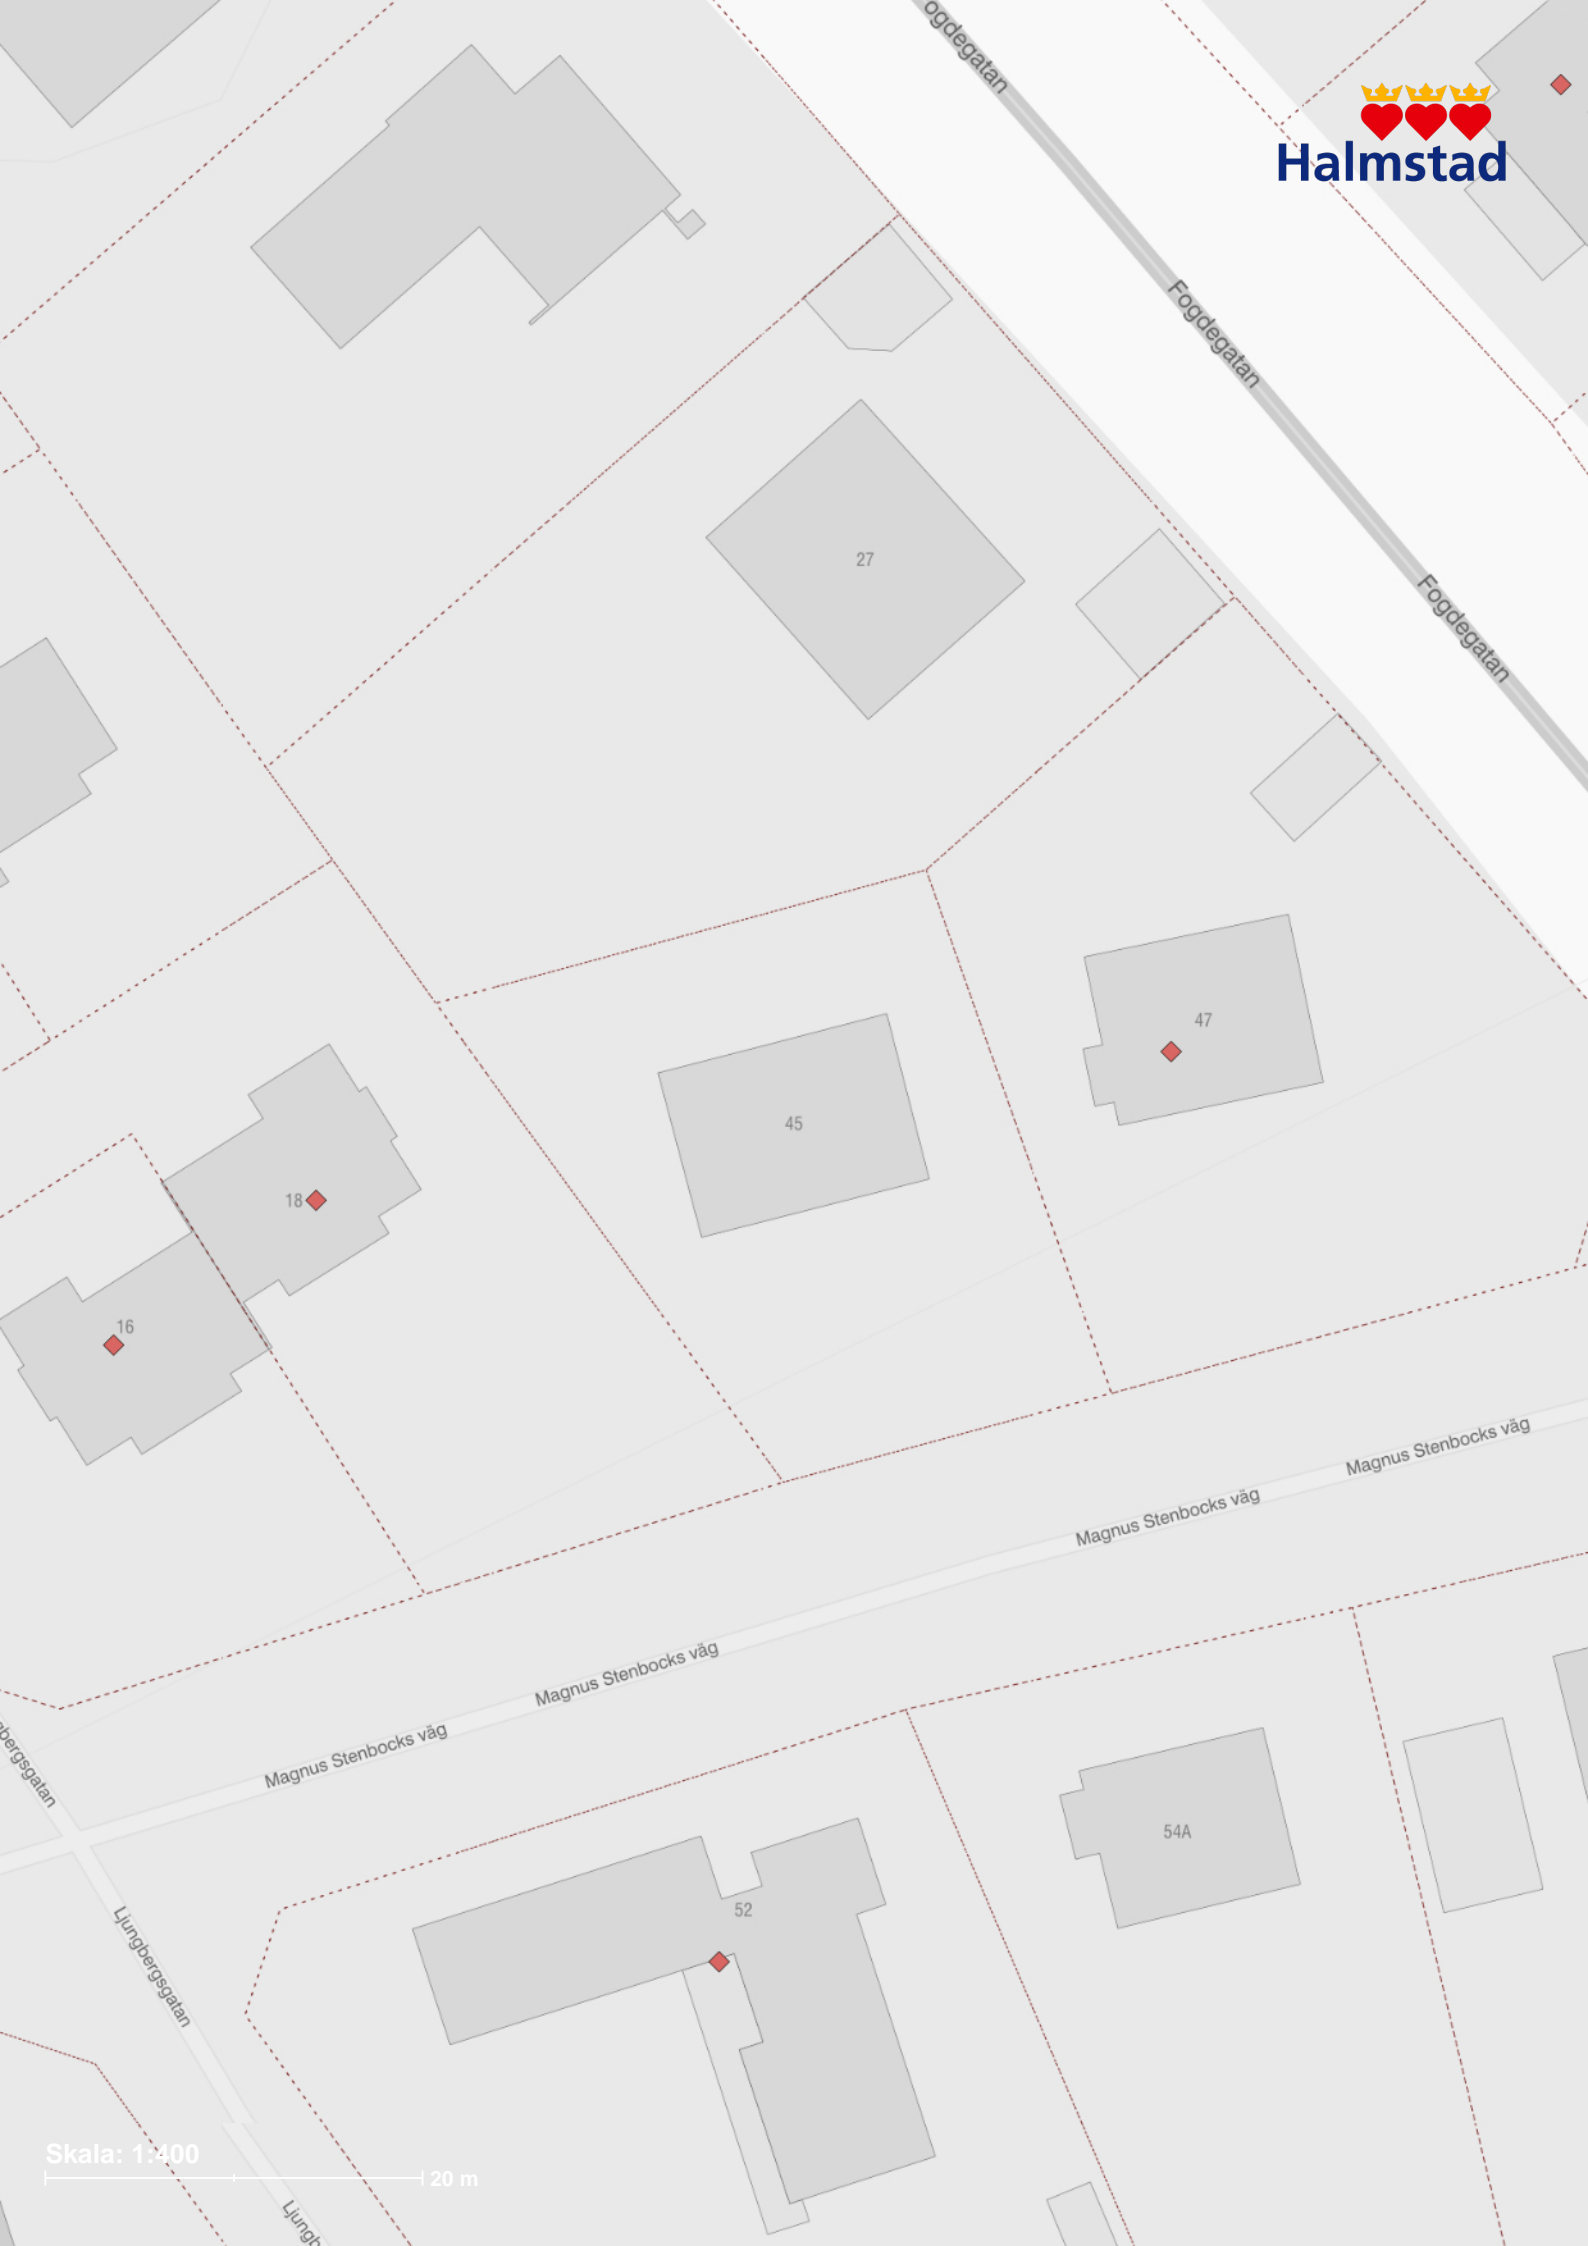 ogdegatan
Halmstad
Fogdegatan
27
Fogdegatan
47
45
18
16
Magnus Stenbocks väg
Magnus Stenbocks väg
Magnus Stenbocks väg
Magnus Stenbocks väg
gbergsgatan
54A
52
Ljungbergsgatan
Skala: 1:400
20 m
Ljungb